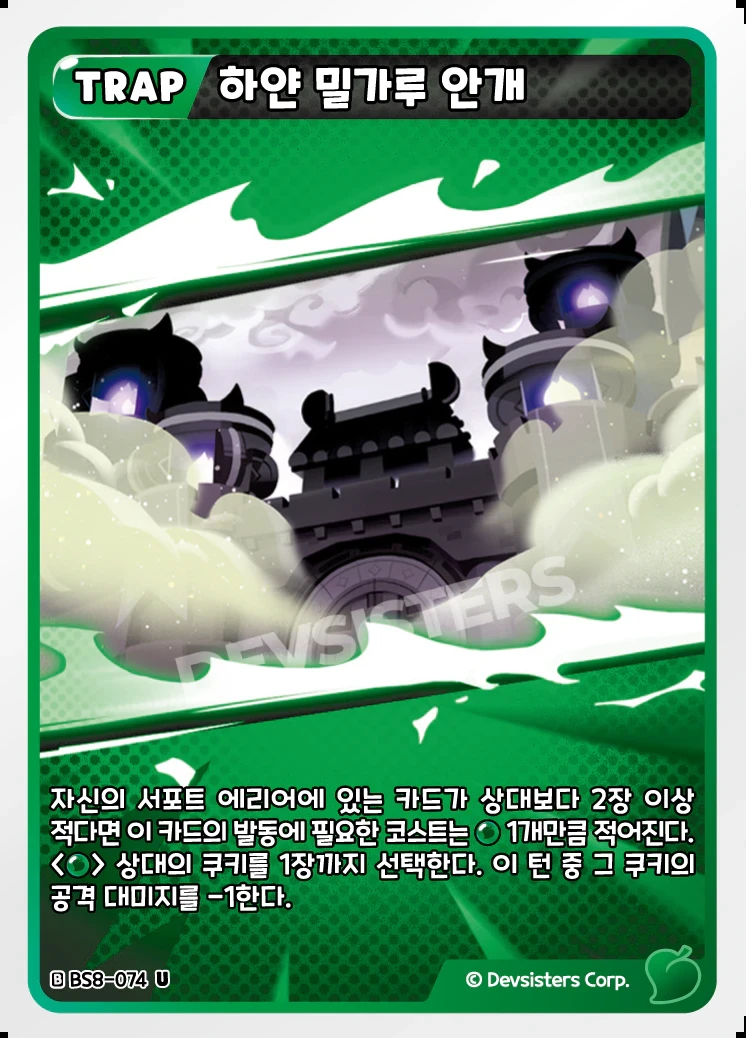 TRAP 하얀 밀가루 안개
DEVSISTERS
자신의 서포트 에리어에 있는 카드가 상대보다 2장 이상
적다면 이 카드의 발동에 필요한 코스트는 1개만큼 적어진다.
< > 상대의 쿠키를 1장까지 선택한다. 이 턴 중 그 쿠키의
공격 대미지를 -1한다.
B BS8-074 U © Devsisters Corp.